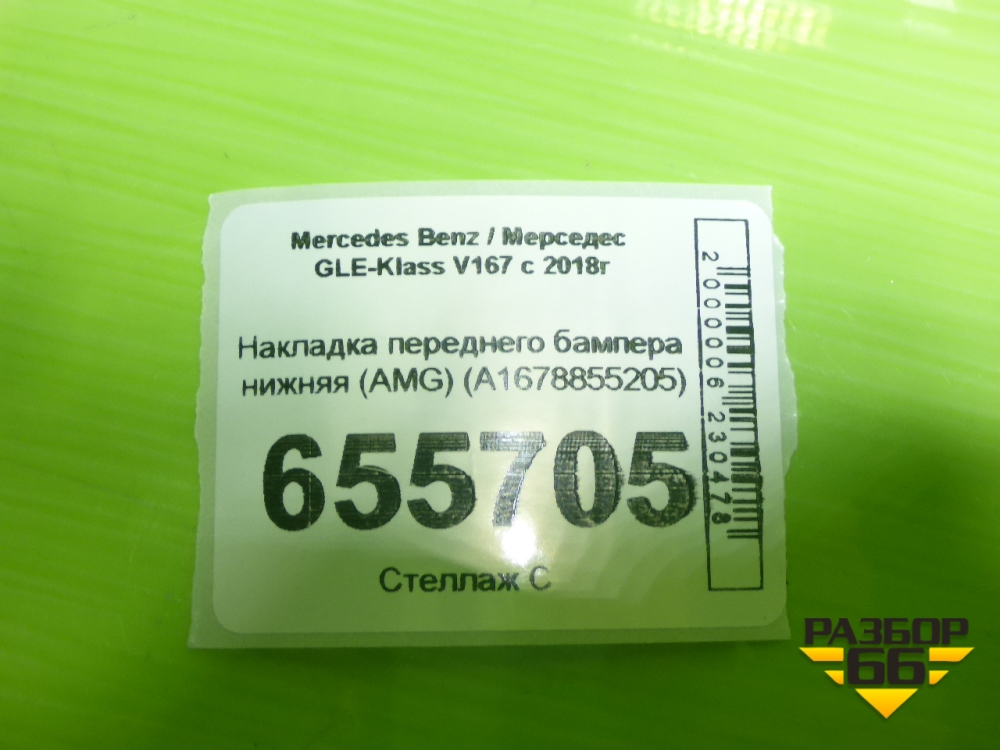 Mercedes Benz / Мерседес
GLE-Klass V167 с 2018г
Накладка переднего бампера
нижняя (AMG) (A1678855205)
655705
Стеллаж С
2000006230478
РАЗБОР
66